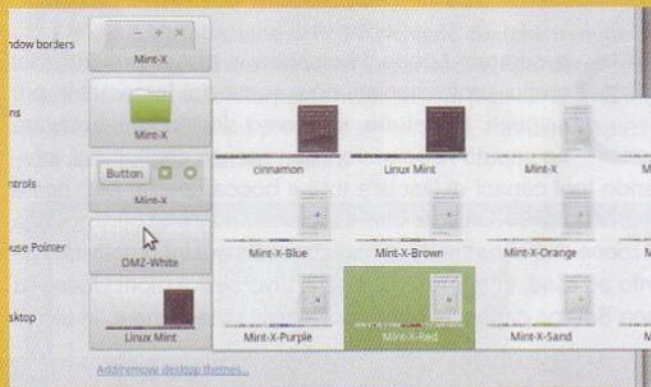 ndow borders
Mint-X
ns
Mint-X
ntrols
Button
Mint-X
use Pointer
DMZ-White
sktop
Linux Mint
cinnamon
Linux Mint
Mint-X
Mint-X-Blue
Mint-X-Brown
Mint-X-Orange
M
Mint-X-Purple
Mint-X-Red
Mint-X-Sand
M
Add/remove desktop themes...